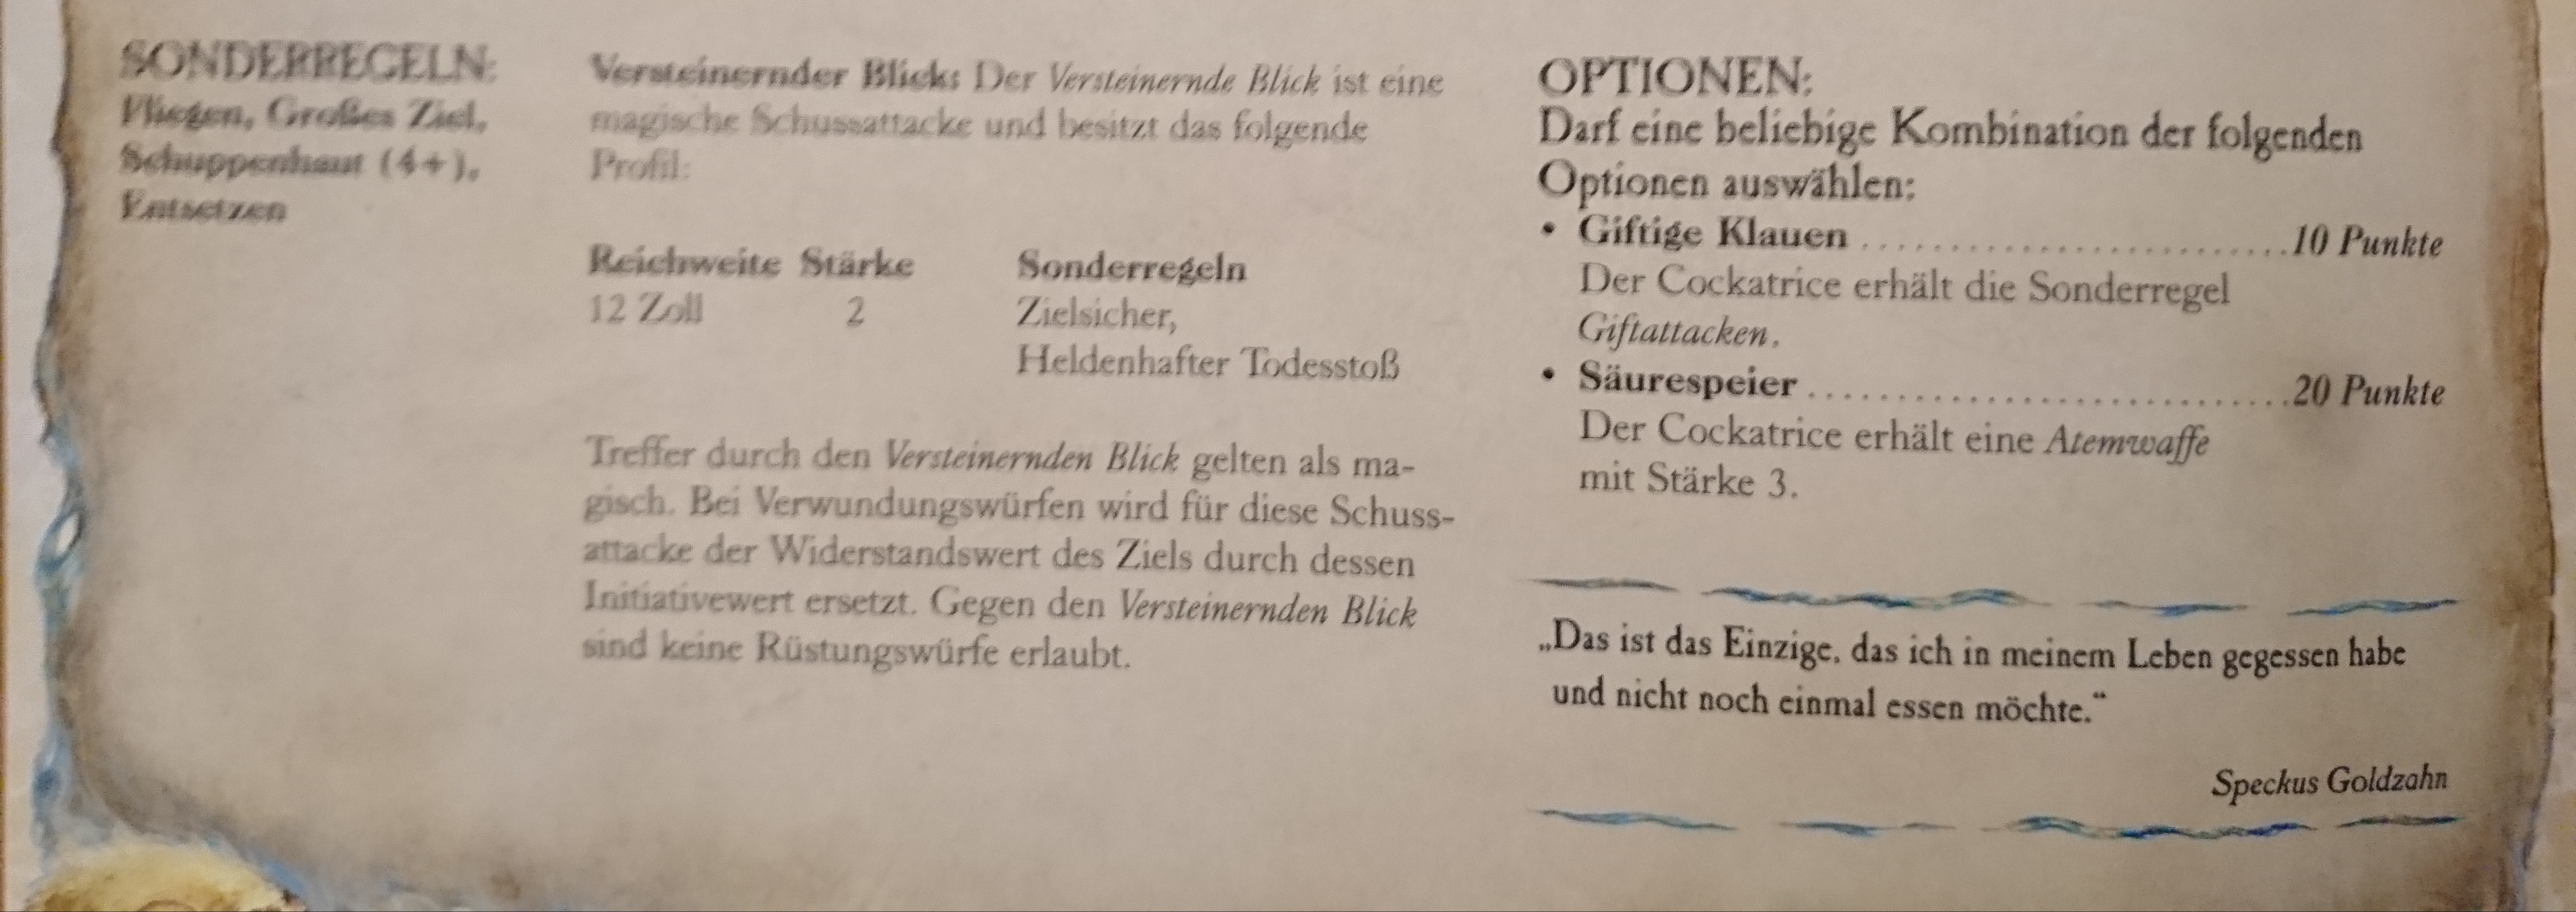 SONDERREGELN:
Fliegen, Großes Ziel,
Schuppenhaut (4+),
Entsetzen
Versteinernder Blick: Der Versteinernde Blick ist eine
magische Schussattacke und besitzt das folgende
Profil:
Reichweite Stärke Sonderregeln
12 Zoll 2 Zielsicher,
Heldenhafter Todesstoß
Treffer durch den Versteinernden Blick gelten als ma-
gisch. Bei Verwundungswürfen wird für diese Schuss-
attacke der Widerstandswert des Ziels durch dessen
Initiativewert ersetzt. Gegen den Versteinernden Blick
sind keine Rüstungswürfe erlaubt.
OPTIONEN:
Darf eine beliebige Kombination der folgenden
Optionen auswählen:
• Giftige Klauen ........................10 Punkte
Der Cockatrice erhält die Sonderregel
Giftattacken.
• Säurespeier ...........................20 Punkte
Der Cockatrice erhält eine Atemwaffe
mit Stärke 3.
„Das ist das Einzige, das ich in meinem Leben gegessen habe
und nicht noch einmal essen möchte.“
Speckus Goldzahn